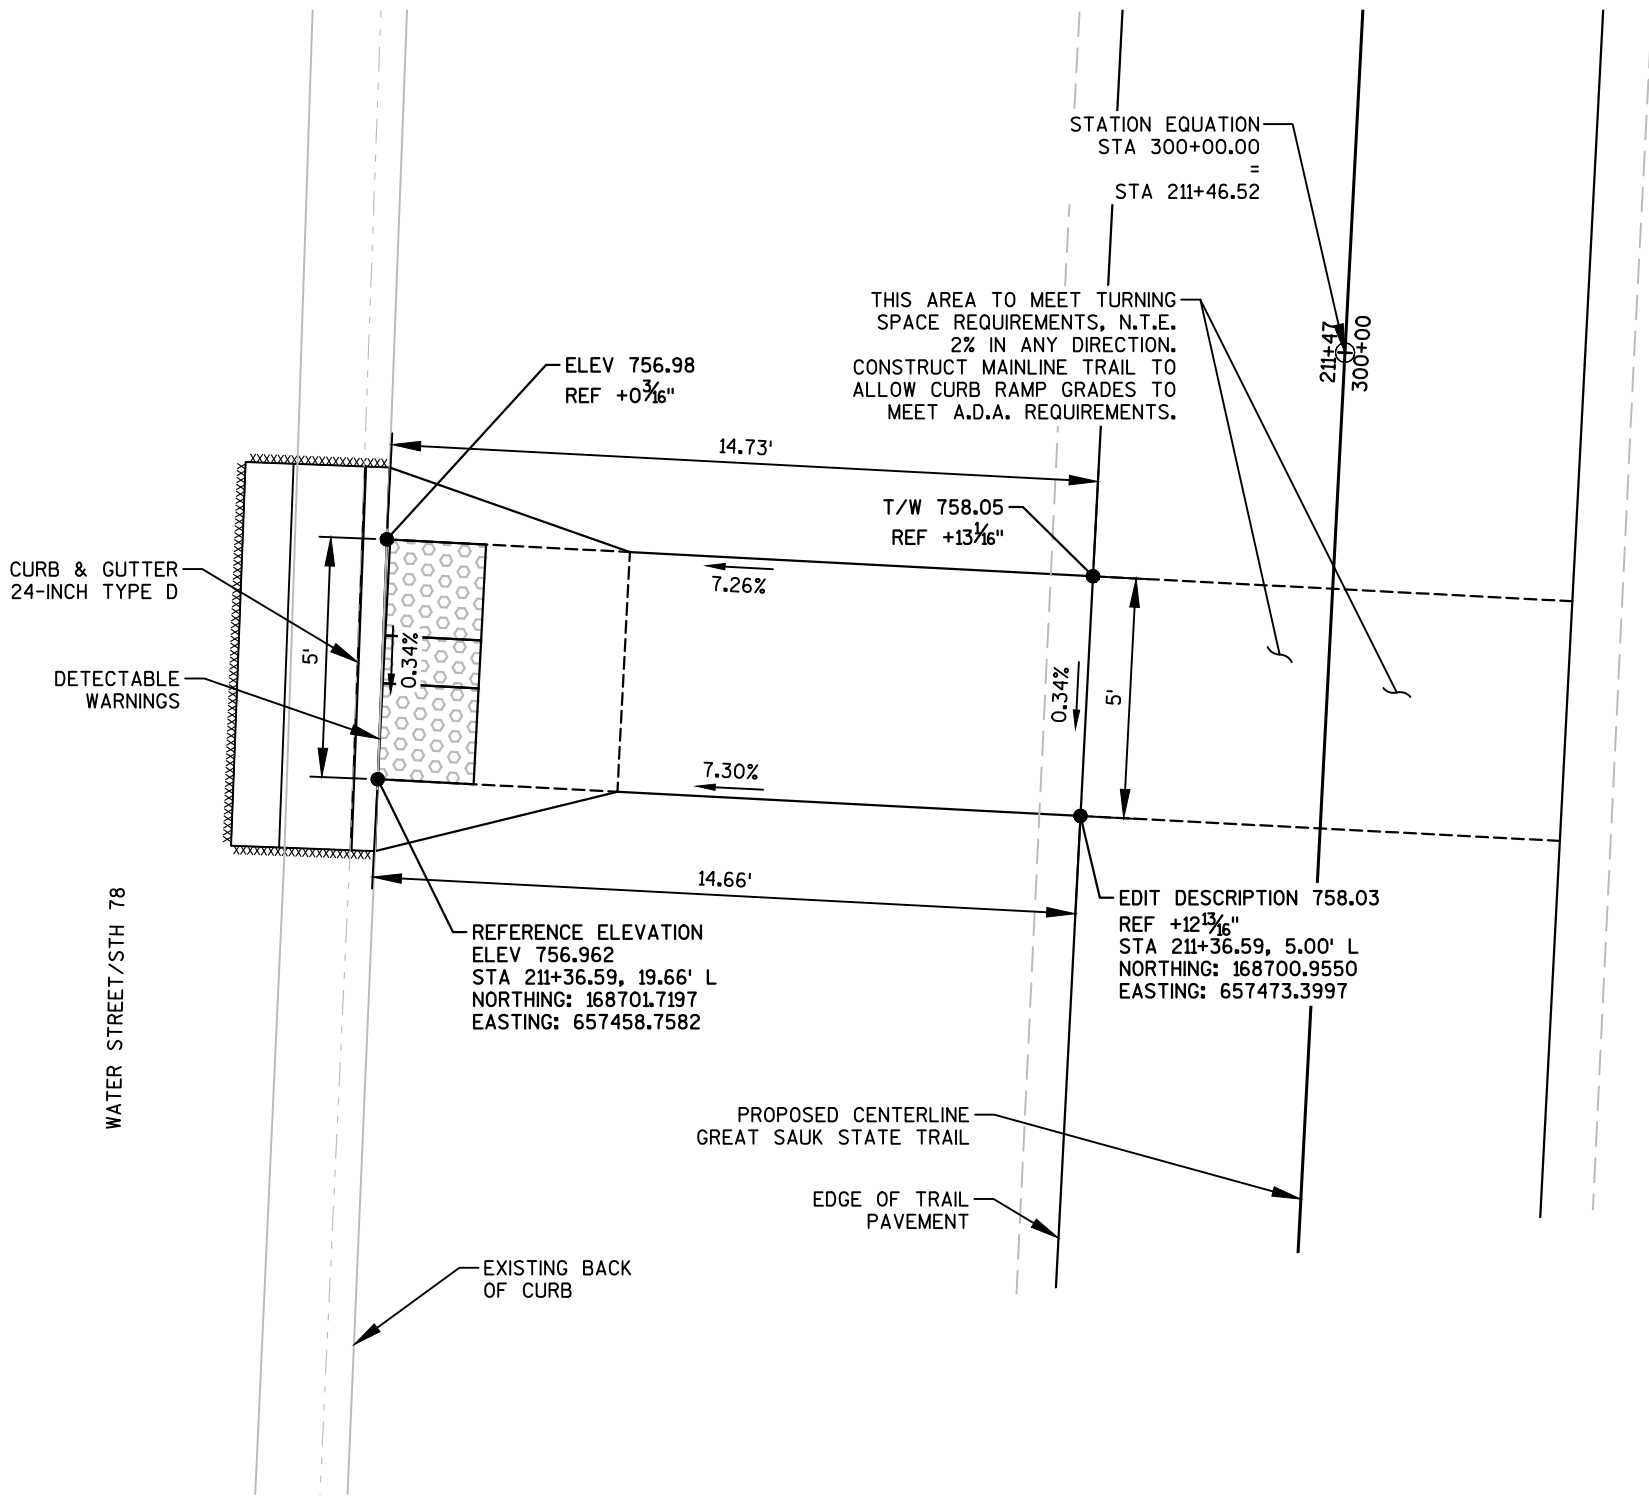 STATION EQUATION
STA 300+00.00
=
STA 211+46.52
THIS AREA TO MEET TURNING
SPACE REQUIREMENTS, N.T.E.
2% IN ANY DIRECTION.
CONSTRUCT MAINLINE TRAIL TO
ALLOW CURB RAMP GRADES TO
MEET A.D.A. REQUIREMENTS.
211+47
300+00
ELEV 756.98
REF +0 3/16"
14.73'
T/W 758.05
REF +13 1/16"
CURB & GUTTER
24-INCH TYPE D
7.26%
5'
0.34%
0.34%
5'
DETECTABLE
WARNINGS
7.30%
14.66'
EDIT DESCRIPTION 758.03
REF +12 13/16"
STA 211+36.59, 5.00' L
NORTHING: 168700.9550
EASTING: 657473.3997
REFERENCE ELEVATION
ELEV 756.962
STA 211+36.59, 19.66' L
NORTHING: 168701.7197
EASTING: 657458.7582
WATER STREET/STH 78
PROPOSED CENTERLINE
GREAT SAUK STATE TRAIL
EDGE OF TRAIL
PAVEMENT
EXISTING BACK
OF CURB